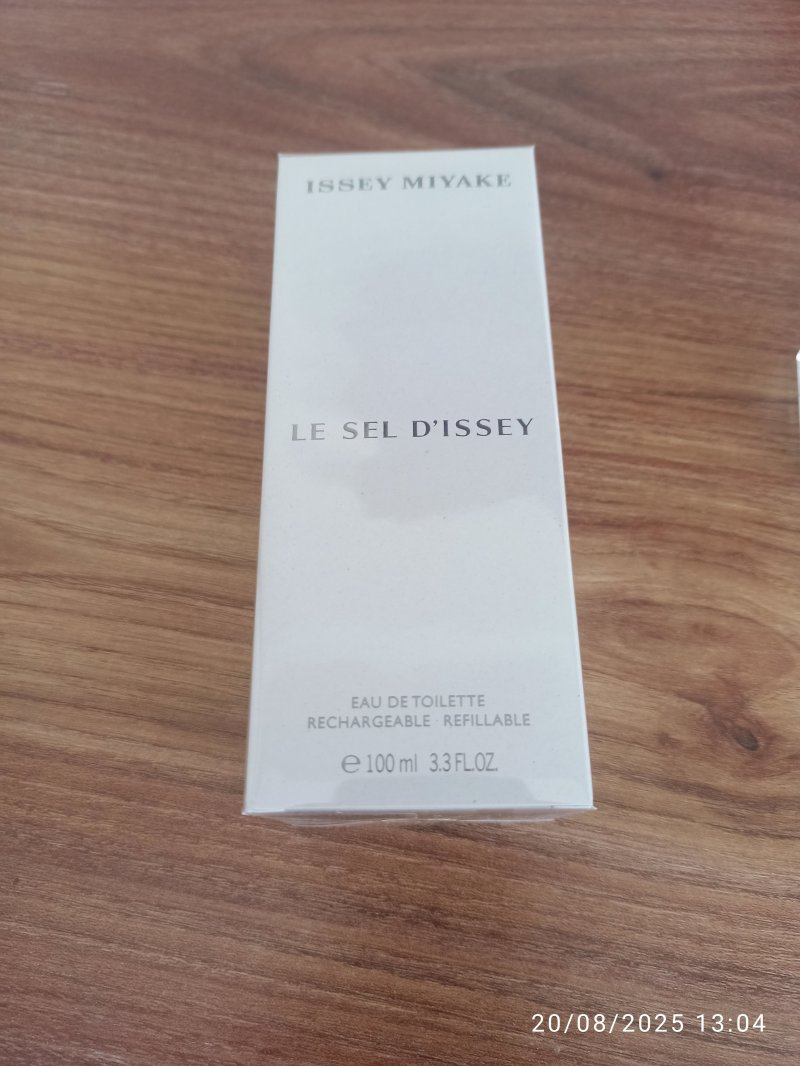 ISSEY MIYAKE
LE SEL D'ISSEY
EAU DE TOILETTE
RECHARGEABLE · REFILLABLE
℮ 100 ml 3.3 FL.OZ.
20/08/2025 13:04